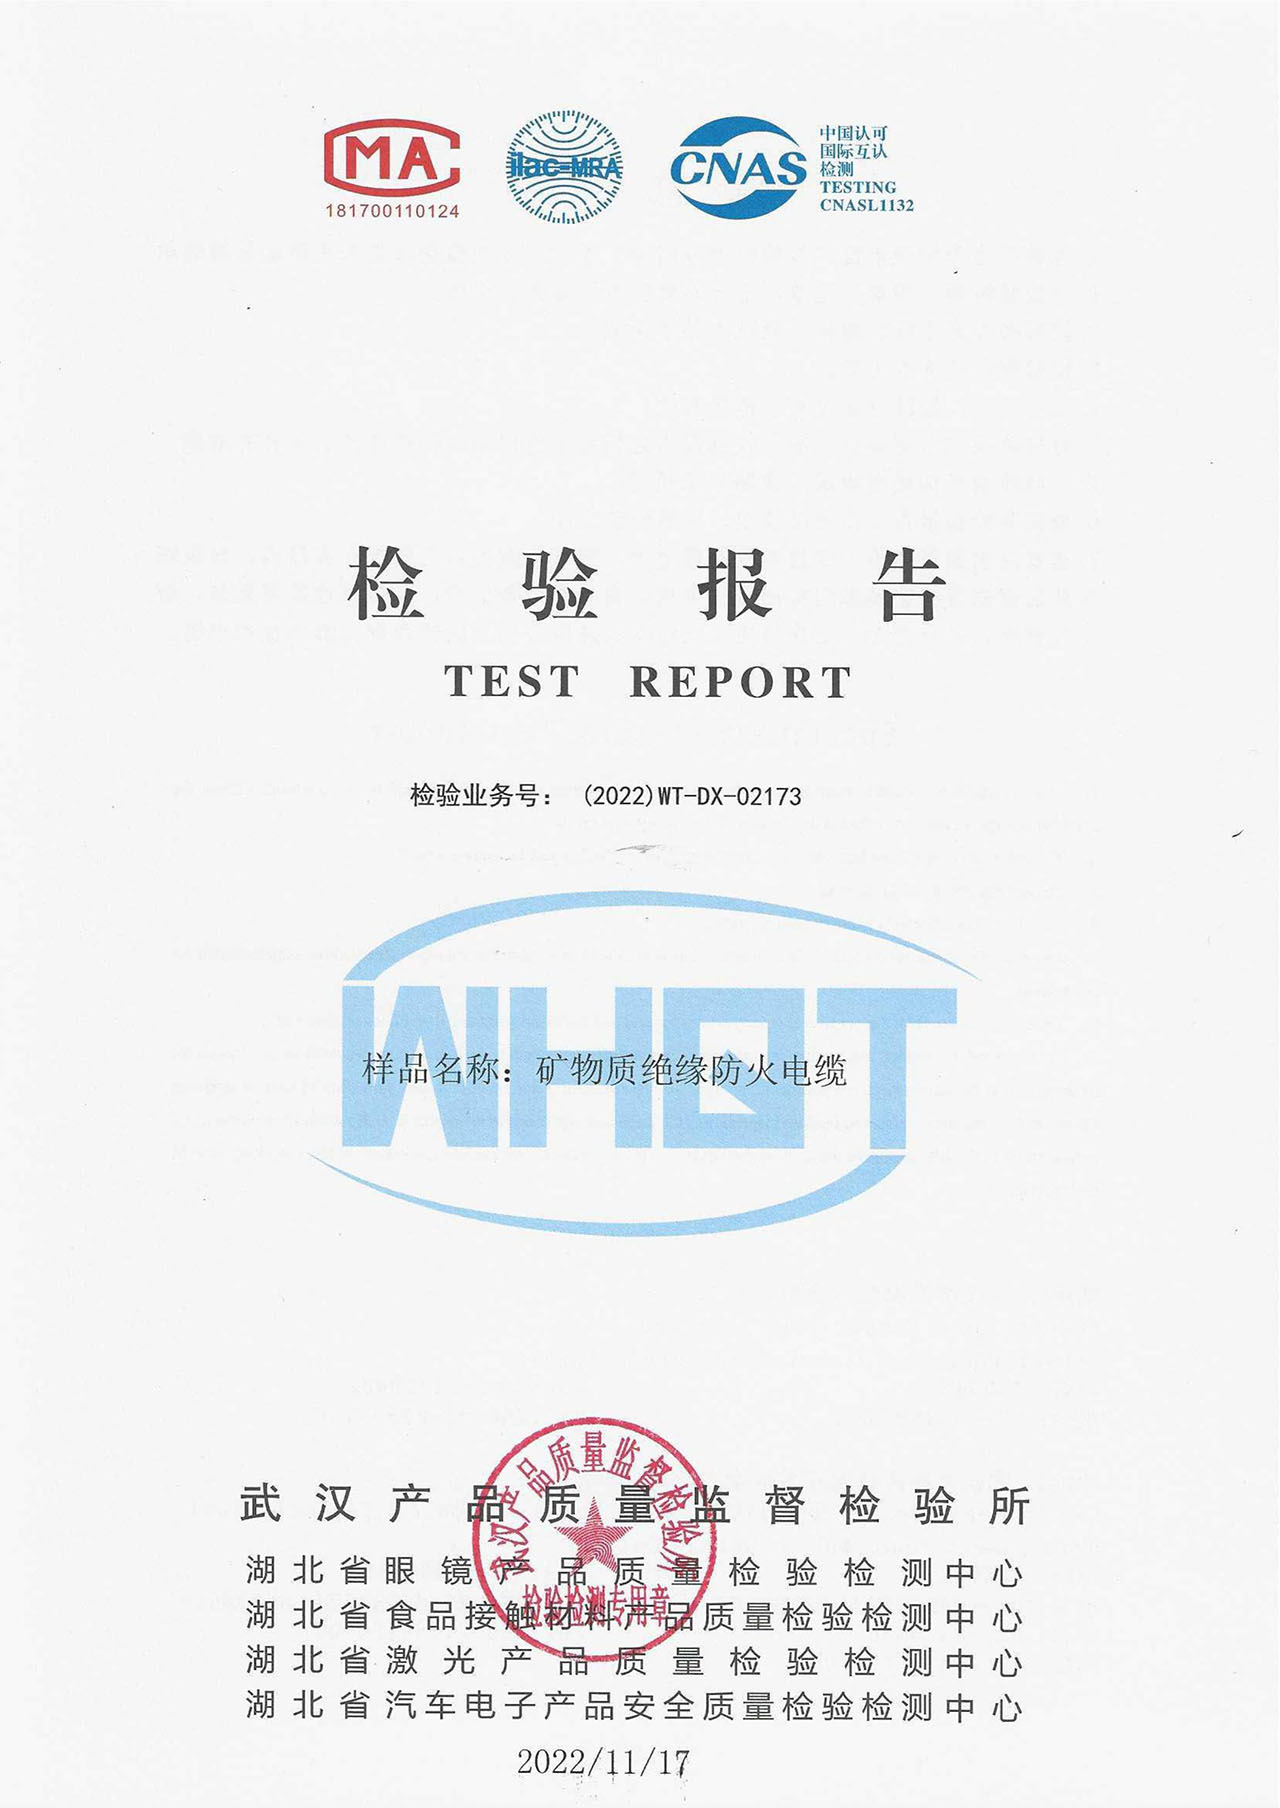 MA
181700110124
ilac-MRA
CNAS
中国认可
国际互认
检测
TESTING
CNASL1132
检验报告
TEST REPORT
检验业务号： (2022)WT-DX-02173
WHQT
样品名称：矿物质绝缘防火电缆
武汉产品质量监督检验所
检验检测专用章
武汉产品质量监督检验所
湖北省眼镜产品质量检验检测中心
湖北省食品接触材料产品质量检验检测中心
湖北省激光产品质量检验检测中心
湖北省汽车电子产品安全质量检验检测中心
2022/11/17